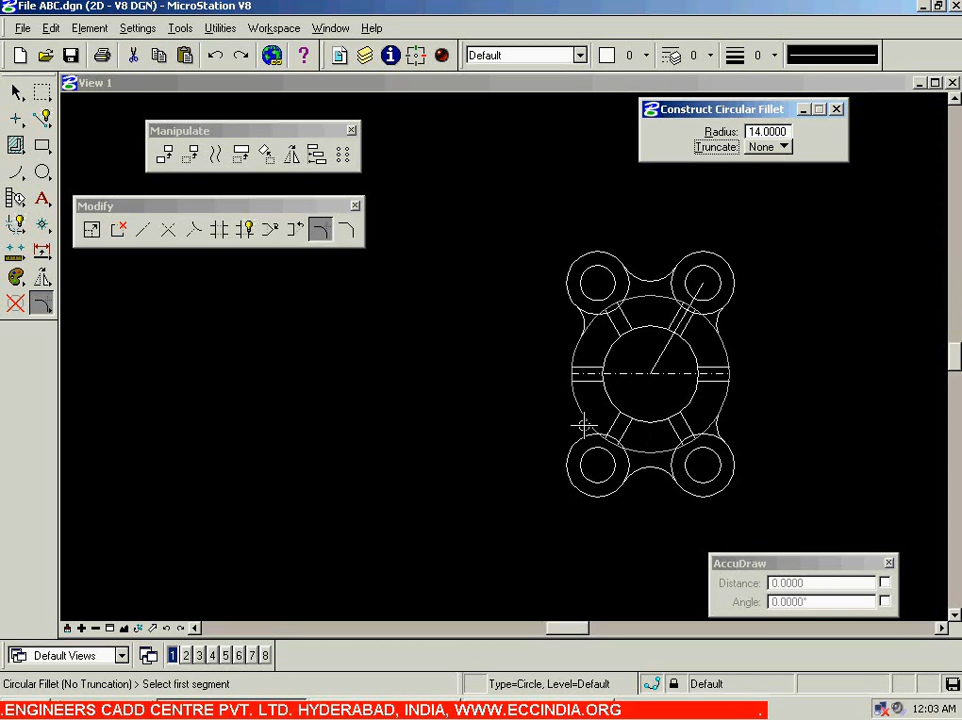 File ABC.dgn (2D - V8 DGN) - MicroStation V8
File Edit Element Settings Tools Utilities Workspace Window Help
Default 0 0 0
View 1
Construct Circular Fillet
Radius: 14.0000
Truncate: None
Manipulate
Modify
AccuDraw
Distance: 0.0000
Angle: 0.0000°
Default Views 1 2 3 4 5 6 7 8
Circular Fillet (No Truncation) > Select first segment Type=Circle, Level=Default Default
.ENGINEERS CADD CENTRE PVT. LTD. HYDERABAD, INDIA, WWW.ECCINDIA.ORG .
12:03 AM